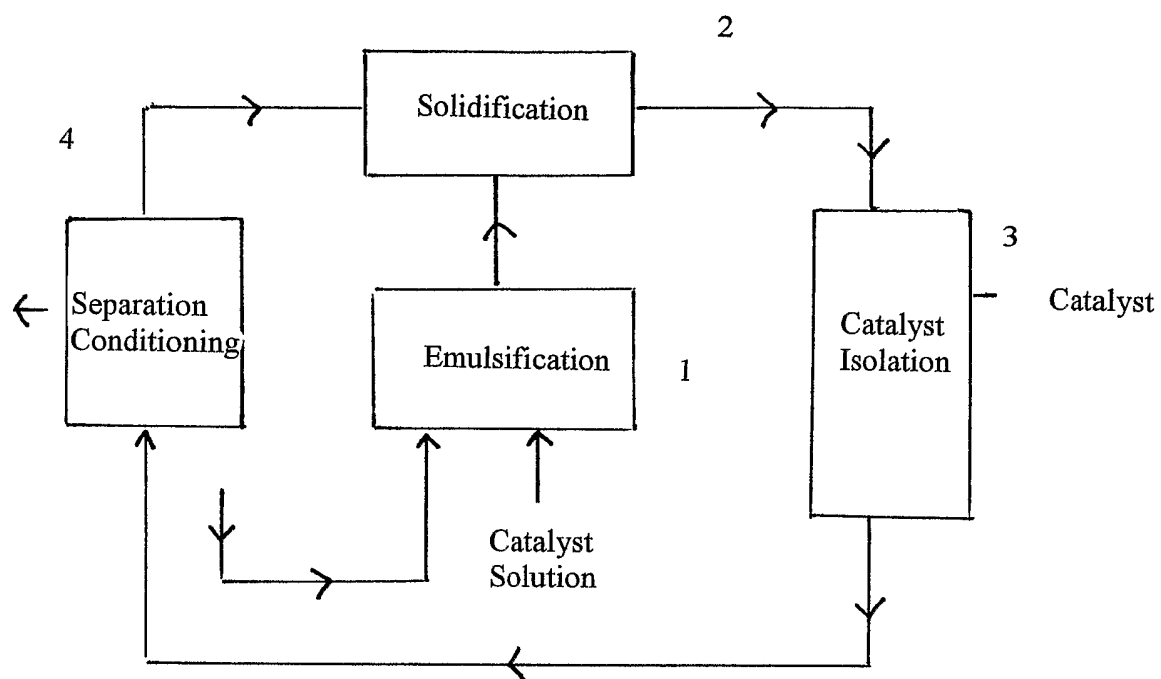 2
Solidification
4
3
Separation
Conditioning
Catalyst
Catalyst
Isolation
Emulsification
1
Catalyst
Solution